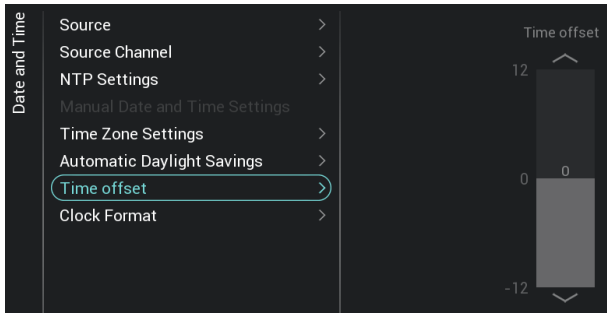 Date and Time
Source
Source Channel
NTP Settings
Manual Date and Time Settings
Time Zone Settings
Automatic Daylight Savings
Time offset
Clock Format
Time offset
12
0
0
-12